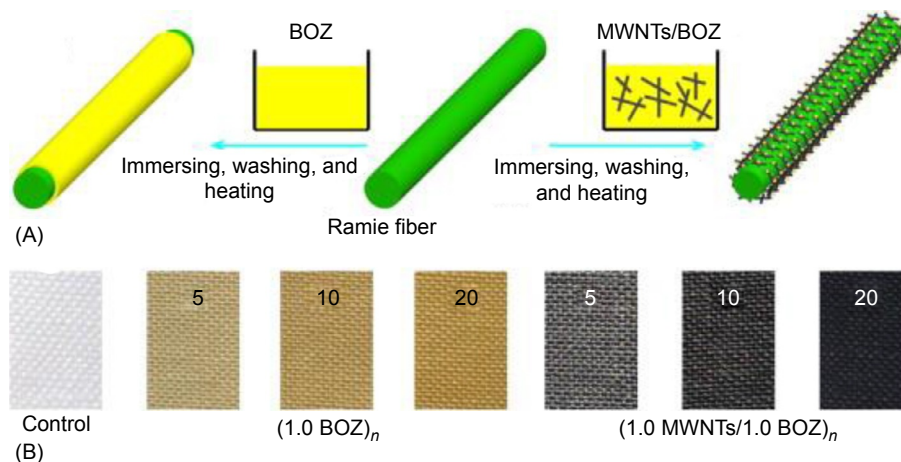 BOZ
MWNTs/BOZ
Immersing, washing, and
heating
Immersing, washing,
and heating
Ramie fiber
(A)
5
10
20
5
10
20
Control
(1.0 BOZ)n
(1.0 MWNTs/1.0 BOZ)n
(B)